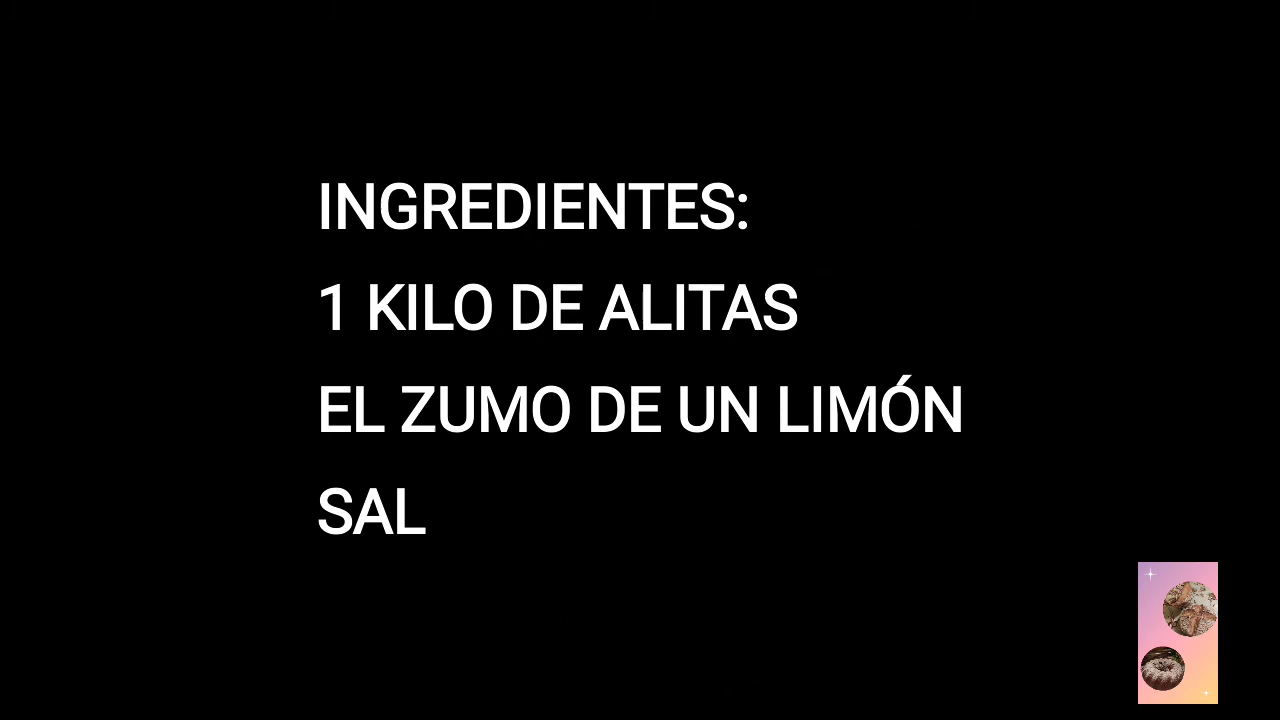 INGREDIENTES:
1 KILO DE ALITAS
EL ZUMO DE UN LIMÓN
SAL